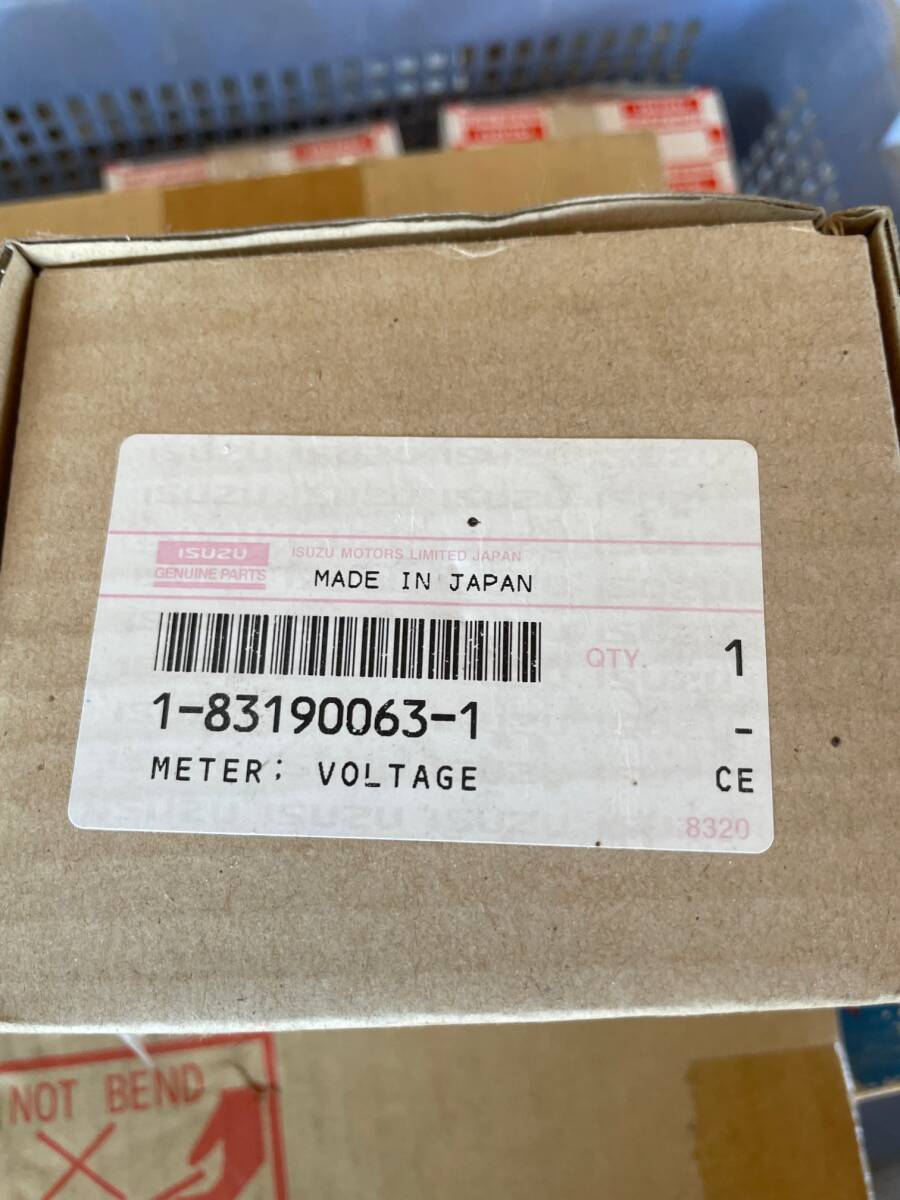 ISUZU
GENUINE PARTS
ISUZU MOTORS LIMITED JAPAN
MADE IN JAPAN
QTY. 1
1-83190063-1 –
METER; VOLTAGE CE
8320
NOT BEND